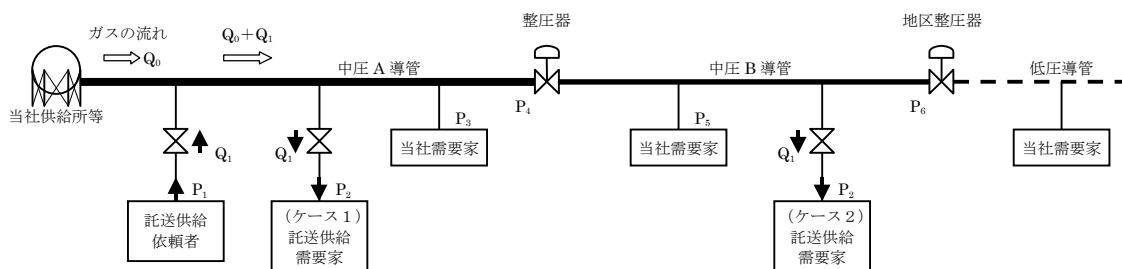 整圧器
地区整圧器
ガスの流れ
Q₀
Q₀＋Q₁
中圧 A 導管
中圧 B 導管
低圧導管
当社供給所等
P₄
P₆
Q₁
Q₁
P₃
当社需要家
P₅
当社需要家
Q₁
当社需要家
P₁
託送供給
依頼者
P₂
（ケース１）
託送供給
需要家
P₂
（ケース２）
託送供給
需要家